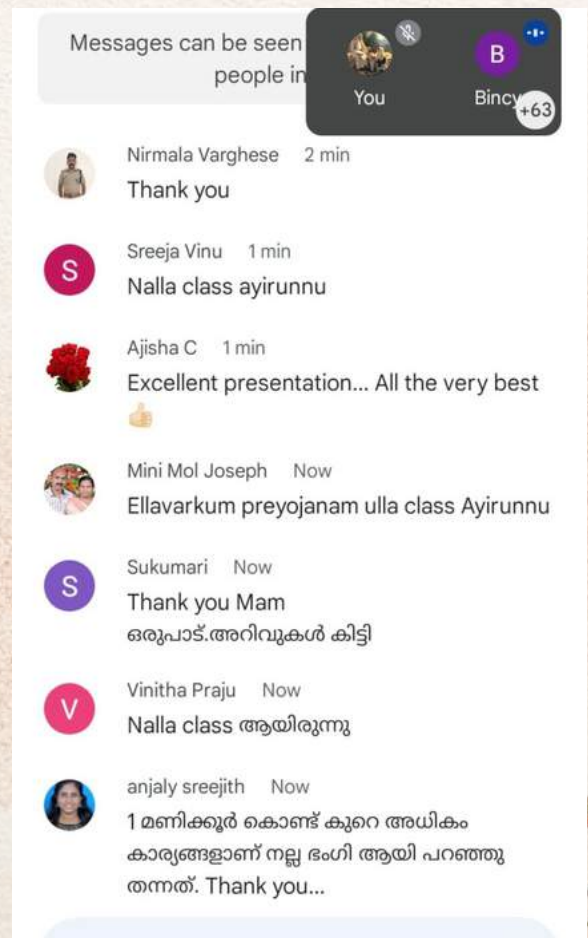 Messages can be seen
people in
You
B
Bincy
+63
Nirmala Varghese 2 min
Thank you
S
Sreeja Vinu 1 min
Nalla class ayirunnu
Ajisha C 1 min
Excellent presentation... All the very best
👍🏻
Mini Mol Joseph Now
Ellavarkum preyojanam ulla class Ayirunnu
S
Sukumari Now
Thank you Mam
ഒരുപാട്.അറിവുകൾ കിട്ടി
V
Vinitha Praju Now
Nalla class ആയിരുന്നു
anjaly sreejith Now
1 മണിക്കൂർ കൊണ്ട് കുറെ അധികം
കാര്യങ്ങളാണ് നല്ല ഭംഗി ആയി പറഞ്ഞു
തന്നത്. Thank you...